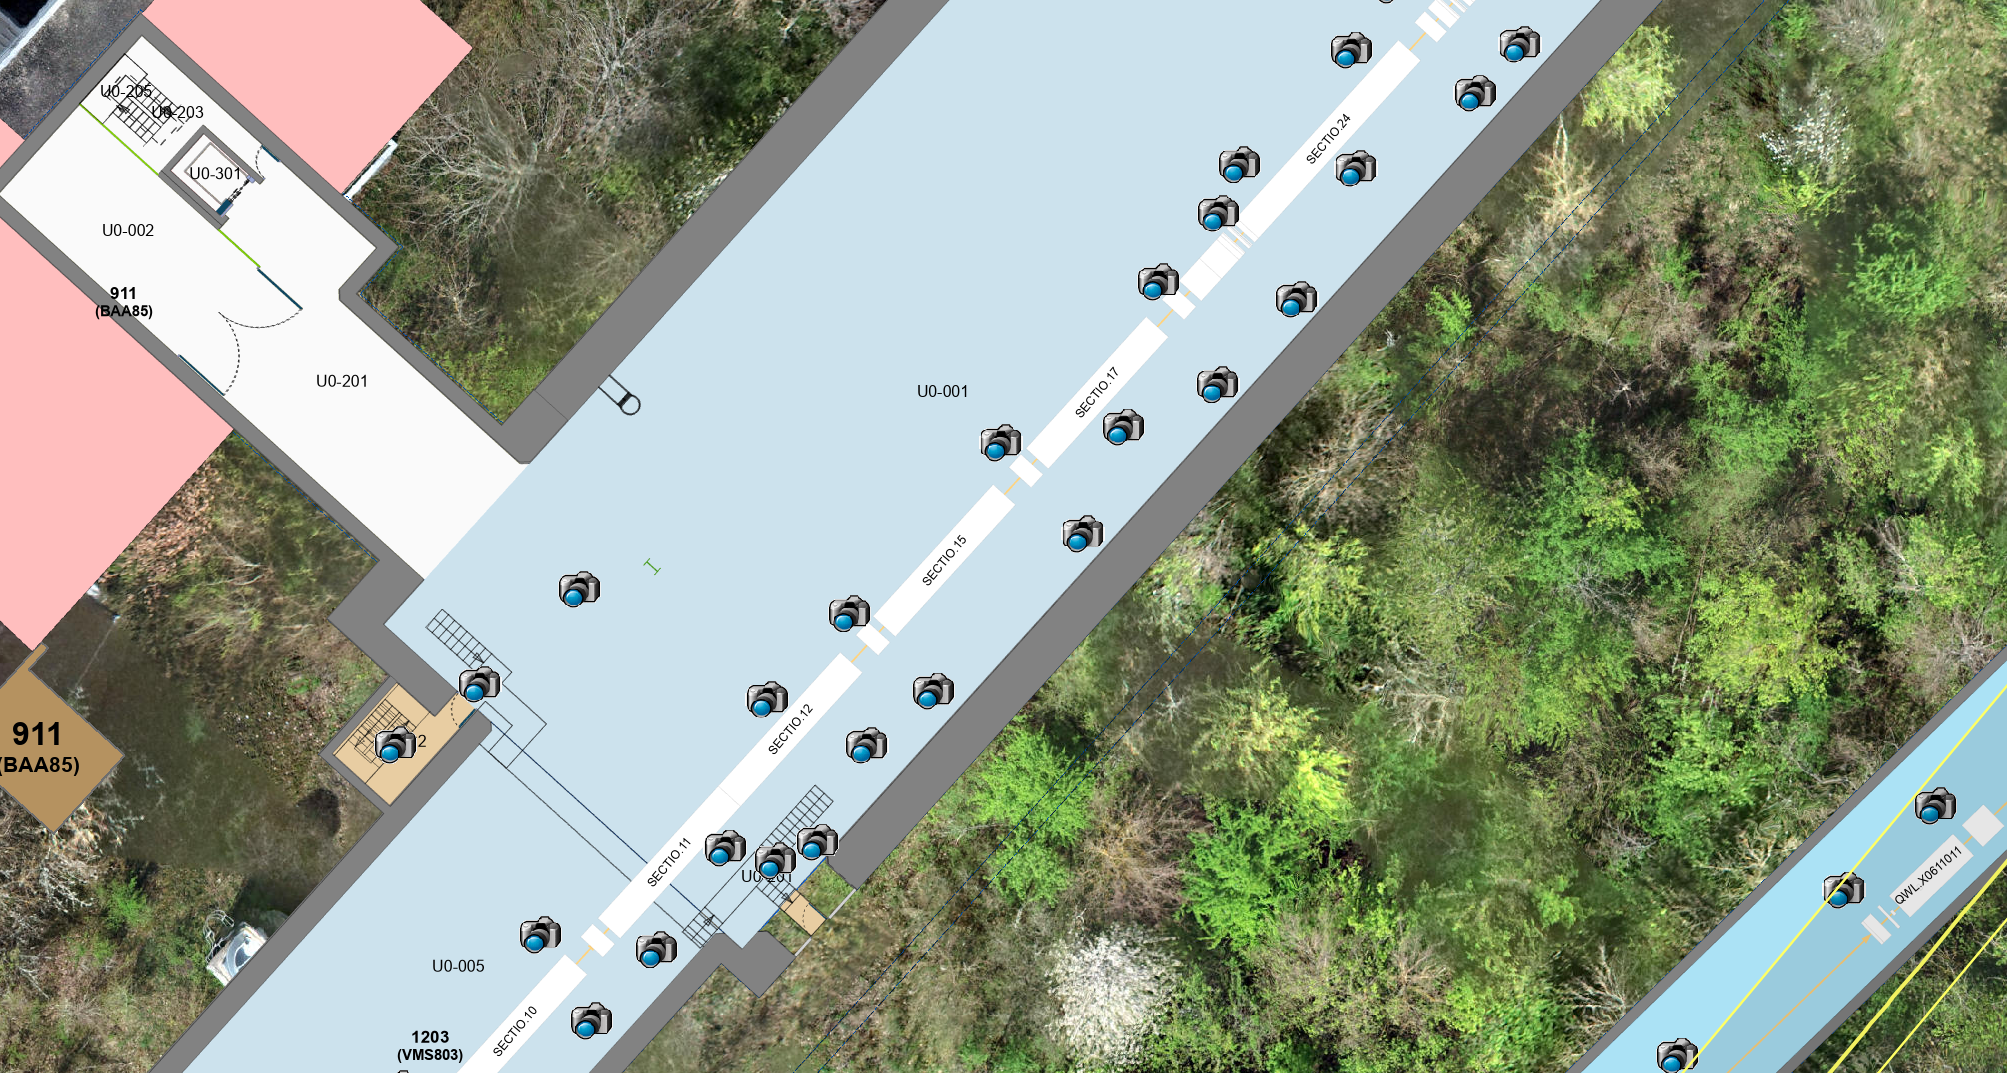 U0-205
U0-203
U0-301
U0-002
911
(BAA85)
U0-201
U0-001
SECTIO.24
SECTIO.17
SECTIO.15
SECTIO.12
SECTIO.11
SECTIO.10
911
(BAA85)
2
U0-005
1203
(VMS803)
QWL.X0611011